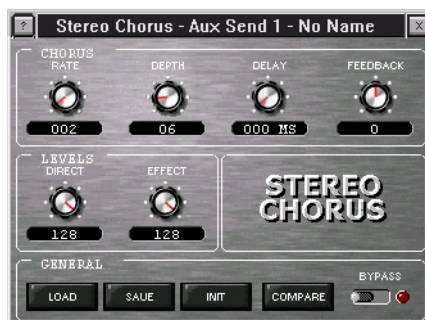 ? Stereo Chorus - Aux Send 1 - No Name X
CHORUS
RATE DEPTH DELAY FEEDBACK
002 06 000 MS 0
LEVELS
DIRECT EFFECT
128 128
STEREO
CHORUS
GENERAL
BYPASS
LOAD SAVE INIT COMPARE